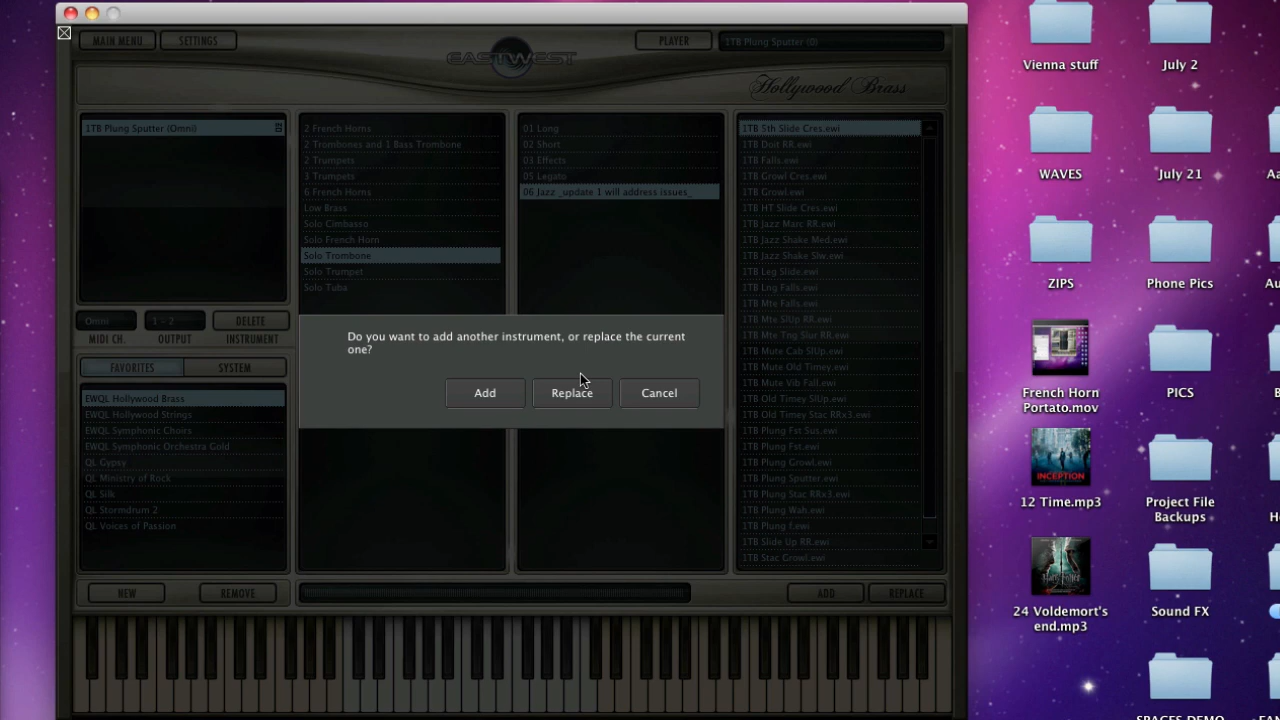 MAIN MENU
SETTINGS
EASTWEST
PLAYER
1TB Plung Sputter (0)
Hollywood Brass
1TB Plung Sputter (Omni)
Omni
1 - 2
DELETE
MIDI CH.
OUTPUT
INSTRUMENT
FAVORITES
SYSTEM
EWQL Hollywood Brass
EWQL Hollywood Strings
EWQL Symphonic Choirs
EWQL Symphonic Orchestra Gold
QL Gypsy
QL Ministry of Rock
QL Silk
QL Stormdrum 2
QL Voices of Passion
NEW
REMOVE
2 French Horns
2 Trombones and 1 Bass Trombone
2 Trumpets
3 Trumpets
6 French Horns
Low Brass
Solo Cimbasso
Solo French Horn
Solo Trombone
Solo Trumpet
Solo Tuba
01 Long
02 Short
03 Effects
05 Legato
06 Jazz _update 1 will address issues_
1TB 5th Slide Cres.ewi
1TB Doit RR.ewi
1TB Falls.ewi
1TB Growl Cres.ewi
1TB Growl.ewi
1TB HT Slide Cres.ewi
1TB Jazz Marc RR.ewi
1TB Jazz Shake Med.ewi
1TB Jazz Shake Slw.ewi
1TB Leg Slide.ewi
1TB Lng Falls.ewi
1TB Mte Falls.ewi
1TB Mte SlUp RR.ewi
1TB Mte Tng Slur RR.ewi
1TB Mute Cab SlUp.ewi
1TB Mute Old Timey.ewi
1TB Mute Vib Fall.ewi
1TB Old Timey SlUp.ewi
1TB Old Timey Stac RRx3.ewi
1TB Plung Fst Sus.ewi
1TB Plung Fst.ewi
1TB Plung Growl.ewi
1TB Plung Sputter.ewi
1TB Plung Stac RRx3.ewi
1TB Plung Wah.ewi
1TB Plung f.ewi
1TB Slide Up RR.ewi
1TB Stac Growl.ewi
ADD
REPLACE
Do you want to add another instrument, or replace the current
one?
Add
Replace
Cancel
Vienna stuff
July 2
WAVES
July 21
ZIPS
Phone Pics
French Horn
Portato.mov
PICS
INCEPTION
12 Time.mp3
Project File
Backups
24 Voldemort's
end.mp3
Sound FX
SPACES DEMO